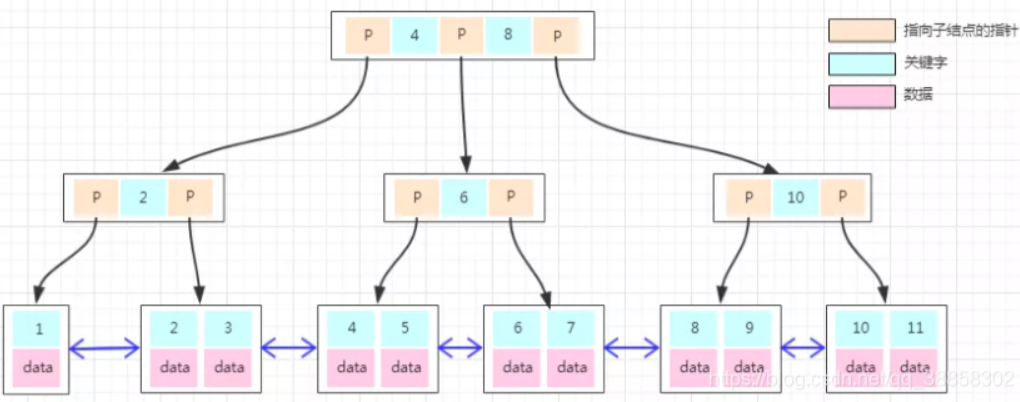 P 4 P 8 P
指向子结点的指针
关键字
数据
P 2 P
P 6 P
P 10 P
1
2 3
4 5
6 7
8 9
10 11
data
data data
data data
data data
data data
data data
https://blog.csdn.net/qq_38858302